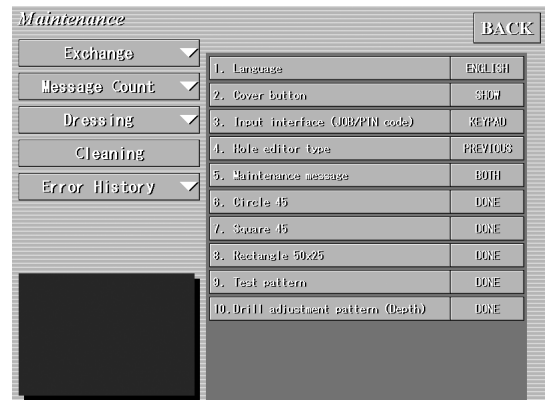 Maintenance
BACK
Exchange
Message Count
Dressing
Cleaning
Error History
1. Language ENGLISH
2. Cover button SHOW
3. Input interface (JOB/PIN code) KEYPAD
4. Hole editor type PREVIOUS
5. Maintenance message BOTH
6. Circle 45 DONE
7. Square 45 DONE
8. Rectangle 50x25 DONE
9. Test pattern DONE
10.Drill adjustment pattern (Depth) DONE